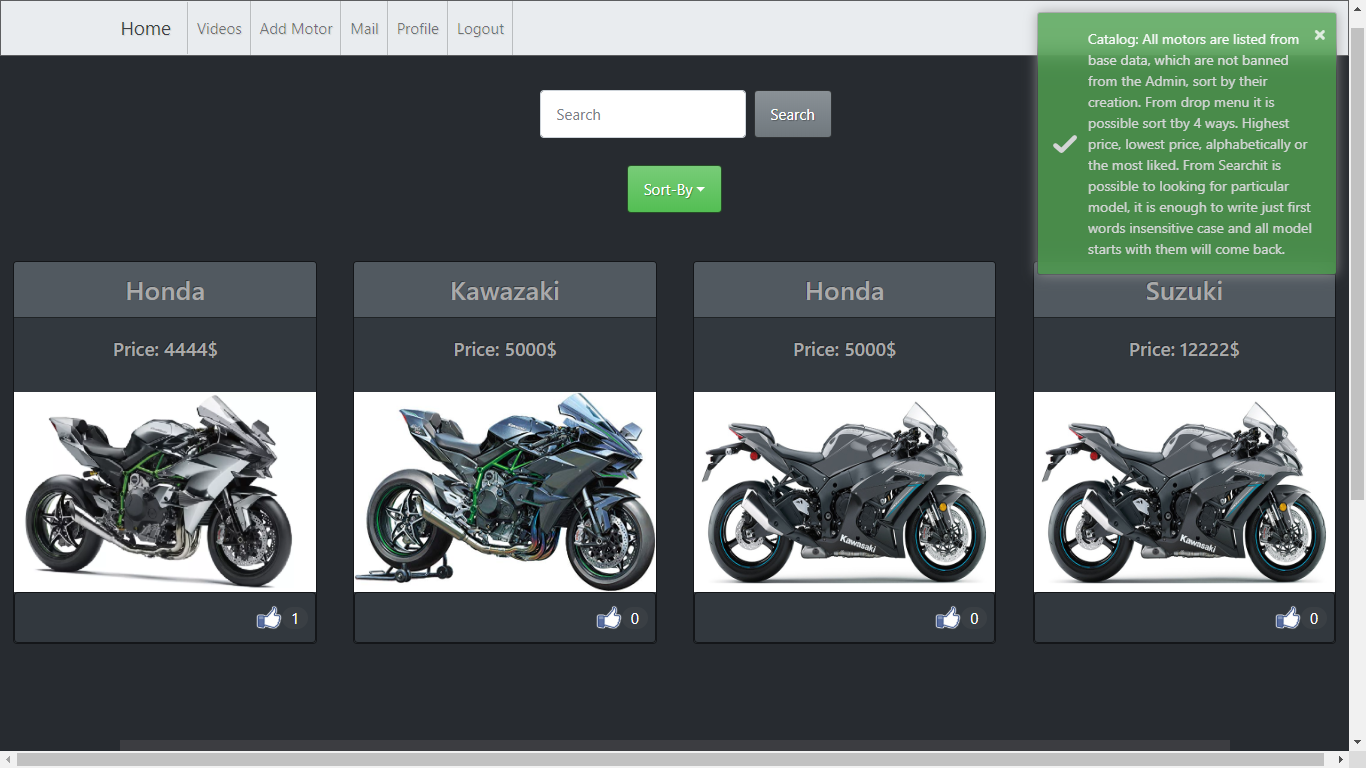 Home Videos Add Motor Mail Profile Logout
×
Catalog: All motors are listed from
base data, which are not banned
from the Admin, sort by their
creation. From drop menu it is
possible sort tby 4 ways. Highest
price, lowest price, alphabetically or
the most liked. From Searchit is
possible to looking for particular
model, it is enough to write just first
words insensitive case and all model
starts with them will come back.
Search Search
Sort-By
Honda
Price: 4444$
1
Kawazaki
Price: 5000$
0
Honda
Price: 5000$
Kawasaki
0
Suzuki
Price: 12222$
Kawasaki
0